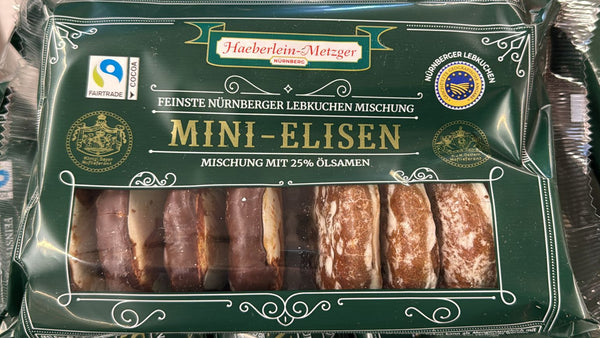 Haeberlein-Metzger
NÜRNBERG
FAIRTRADE
COCOA
NÜRNBERGER LEBKUCHEN
FEINSTE NÜRNBERGER LEBKUCHEN MISCHUNG
MINI-ELISEN
MISCHUNG MIT 25% ÖLSAMEN